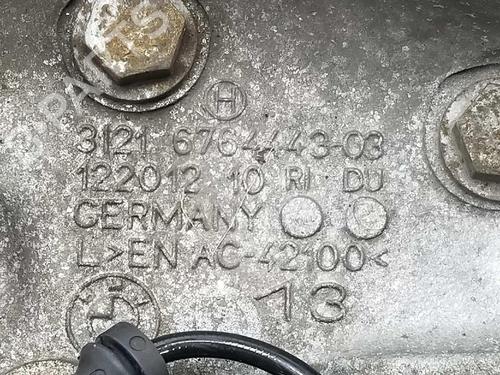 H
3121 6764443-03
122012 10 RI DU
GERMANY
L>EN AC-42100<
13